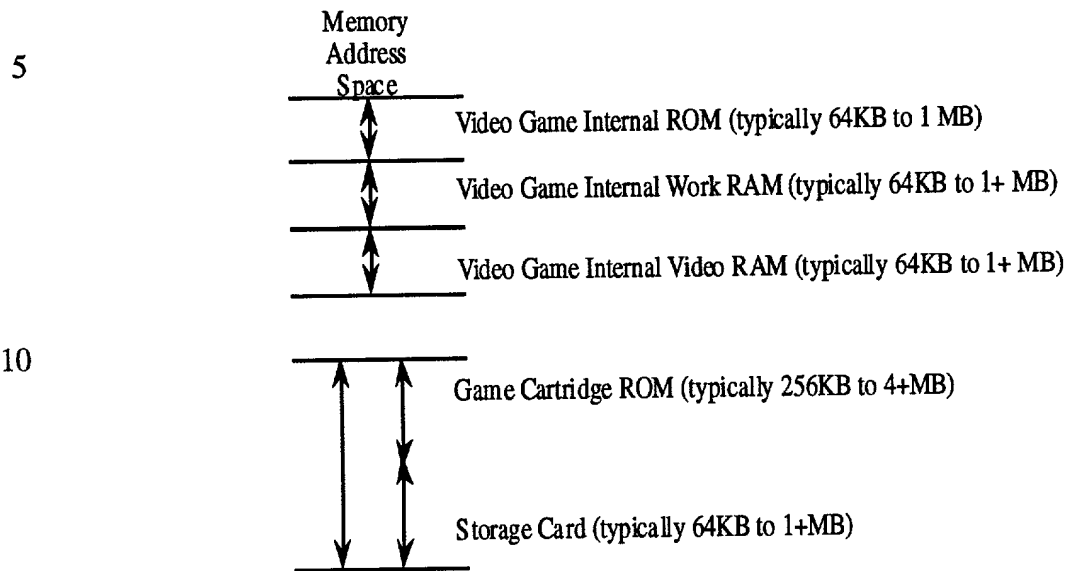 Memory
Address
Space
5
Video Game Internal ROM (typically 64KB to 1 MB)
Video Game Internal Work RAM (typically 64KB to 1+ MB)
Video Game Internal Video RAM (typically 64KB to 1+ MB)
10
Game Cartridge ROM (typically 256KB to 4+MB)
Storage Card (typically 64KB to 1+MB)